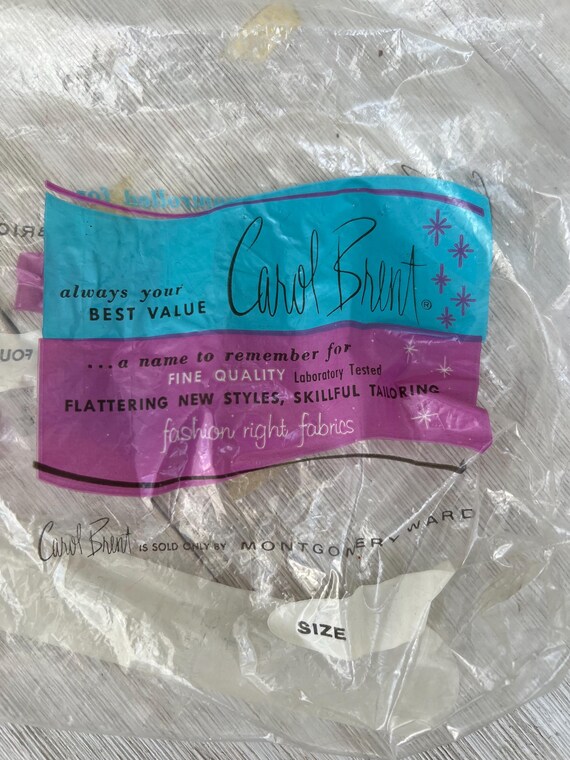 always your
BEST VALUE
Carol Brent®
...a name to remember for
FINE QUALITY Laboratory Tested
FLATTERING NEW STYLES, SKILLFUL TAILORING
fashion right fabrics
Carol Brent IS SOLD ONLY BY MONTGOMERY WARD
SIZE